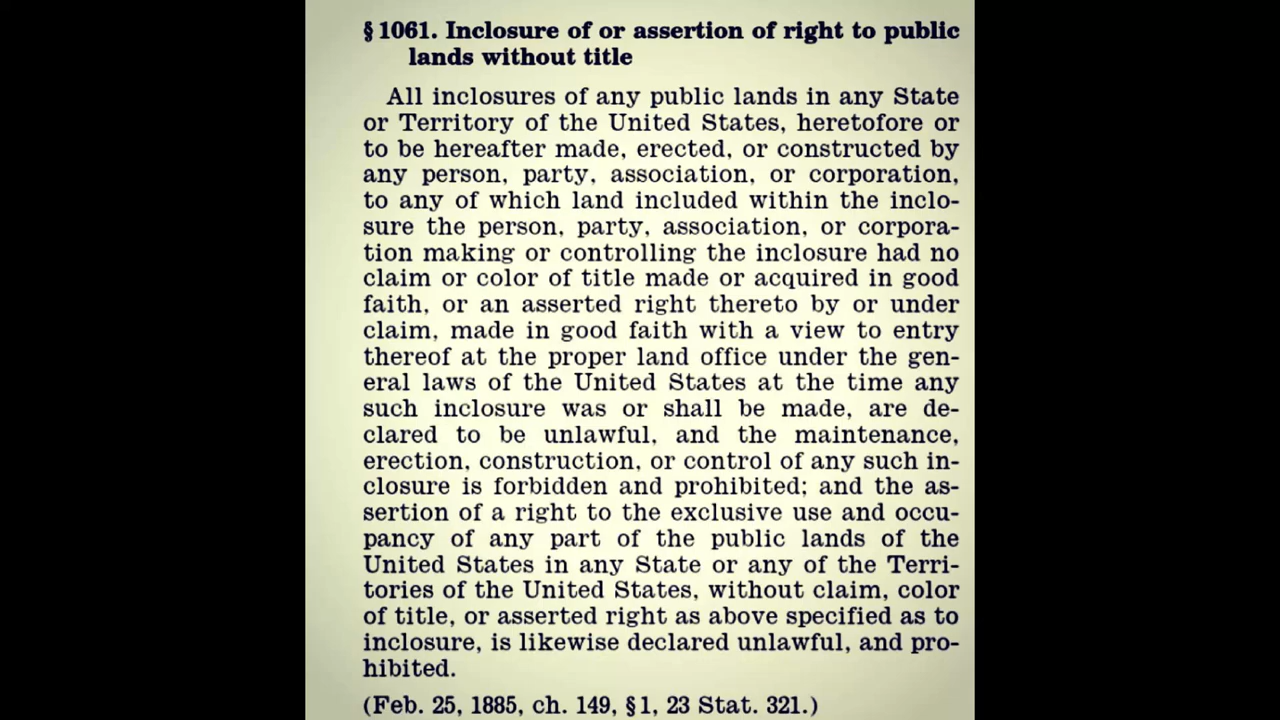 § 1061. Inclosure of or assertion of right to public
lands without title
All inclosures of any public lands in any State
or Territory of the United States, heretofore or
to be hereafter made, erected, or constructed by
any person, party, association, or corporation,
to any of which land included within the inclo-
sure the person, party, association, or corpora-
tion making or controlling the inclosure had no
claim or color of title made or acquired in good
faith, or an asserted right thereto by or under
claim, made in good faith with a view to entry
thereof at the proper land office under the gen-
eral laws of the United States at the time any
such inclosure was or shall be made, are de-
clared to be unlawful, and the maintenance,
erection, construction, or control of any such in-
closure is forbidden and prohibited; and the as-
sertion of a right to the exclusive use and occu-
pancy of any part of the public lands of the
United States in any State or any of the Terri-
tories of the United States, without claim, color
of title, or asserted right as above specified as to
inclosure, is likewise declared unlawful, and pro-
hibited.
(Feb. 25, 1885, ch. 149, § 1, 23 Stat. 321.)